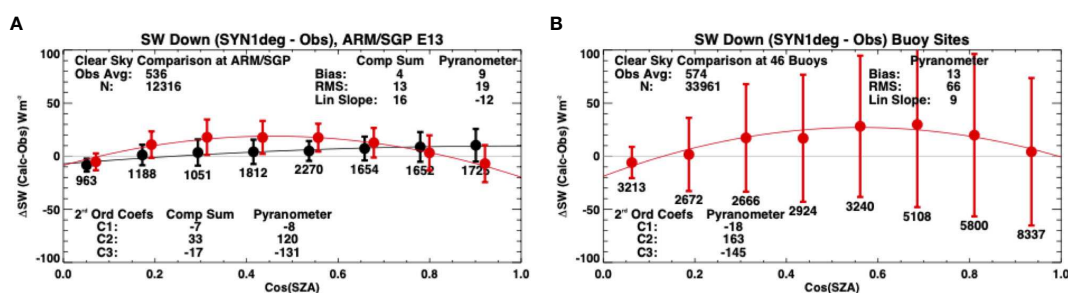 A
SW Down (SYN1deg - Obs), ARM/SGP E13
Clear Sky Comparison at ARM/SGP
Obs Avg: 536
N: 12316
Comp Sum Pyranometer
Bias: 4 9
RMS: 13 19
Lin Slope: 16 -12
963 1188 1051 1812 2270 1654 1652 1725
2nd Ord Coefs Comp Sum Pyranometer
C1: -7 -8
C2: 33 120
C3: -17 -131
ΔSW (Calc-Obs) Wm-2
100
50
0
-50
-100
0.0 0.2 0.4 0.6 0.8 1.0
Cos(SZA)
B
SW Down (SYN1deg - Obs) Buoy Sites
Clear Sky Comparison at 46 Buoys
Obs Avg: 574
N: 33961
Pyranometer
Bias: 13
RMS: 66
Lin Slope: 9
3213 2672 2666 2924 3240 5108 5800 8337
2nd Ord Coefs Pyranometer
C1: -18
C2: 163
C3: -145
ΔSW (Calc-Obs) Wm-2
100
50
0
-50
-100
0.0 0.2 0.4 0.6 0.8 1.0
Cos(SZA)